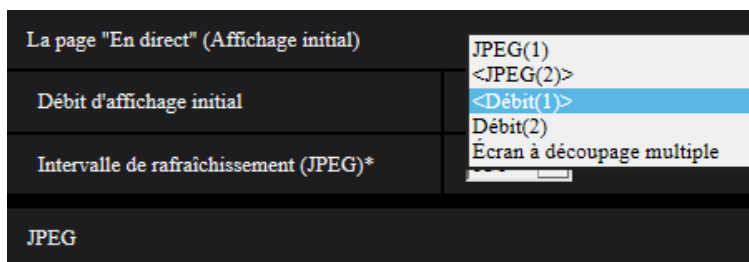 La page "En direct" (Affichage initial)
JPEG(1)
<JPEG(2)>
Débit d'affichage initial
<Débit(1)>
Débit(2)
Écran à découpage multiple
Intervalle de rafraîchissement (JPEG)*
JPEG